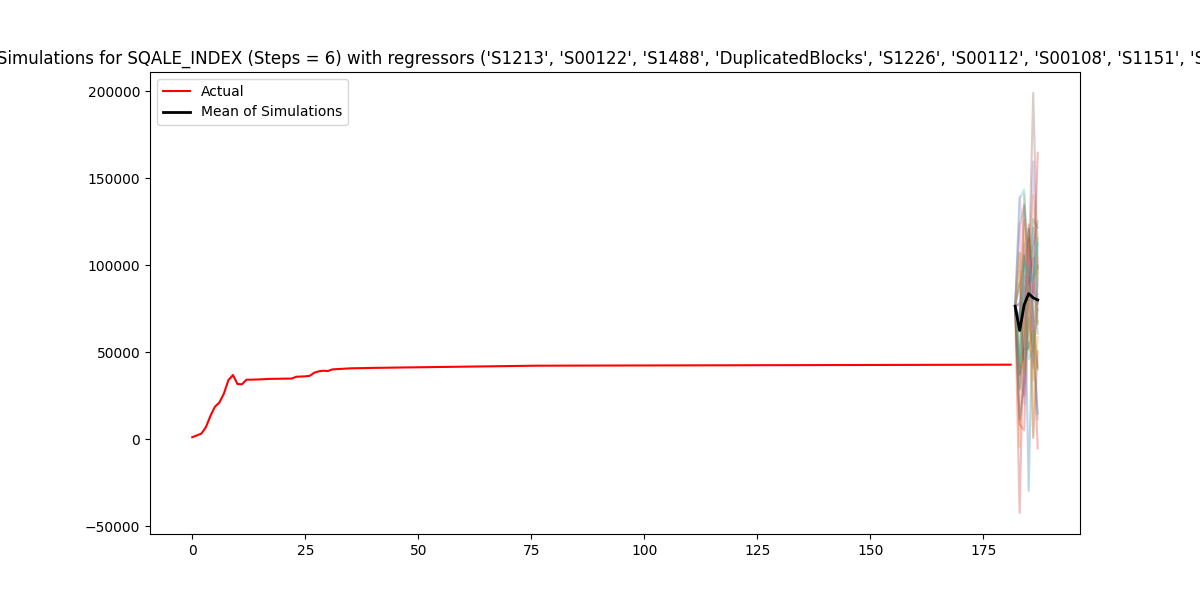 Simulations for SQALE_INDEX (Steps = 6) with regressors ('S1213', 'S00122', 'S1488', 'DuplicatedBlocks', 'S1226', 'S00112', 'S00108', 'S1151', 'S
Actual
Mean of Simulations
200000
150000
100000
50000
0
−50000
0 25 50 75 100 125 150 175